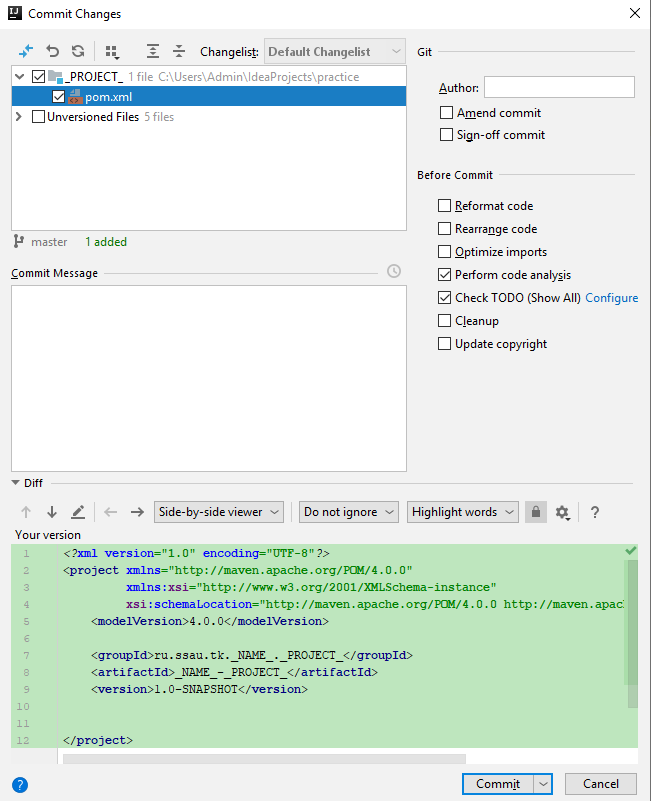 Commit Changes
Changelist: Default Changelist
Git
_PROJECT_ 1 file C:\Users\Admin\IdeaProjects\practice
pom.xml
Unversioned Files 5 files
Author:
Amend commit
Sign-off commit
Before Commit
Reformat code
Rearrange code
Optimize imports
Perform code analysis
Check TODO (Show All) Configure
Cleanup
Update copyright
master 1 added
Commit Message
Diff
Side-by-side viewer Do not ignore Highlight words ?
Your version
1 <?xml version="1.0" encoding="UTF-8"?>
2 <project xmlns="http://maven.apache.org/POM/4.0.0"
3 xmlns:xsi="http://www.w3.org/2001/XMLSchema-instance"
4 xsi:schemaLocation="http://maven.apache.org/POM/4.0.0 http://maven.apac
5 <modelVersion>4.0.0</modelVersion>
6
7 <groupId>ru.ssau.tk._NAME_._PROJECT_</groupId>
8 <artifactId>_NAME_-_PROJECT_</artifactId>
9 <version>1.0-SNAPSHOT</version>
10
11
12 </project>
? Commit Cancel